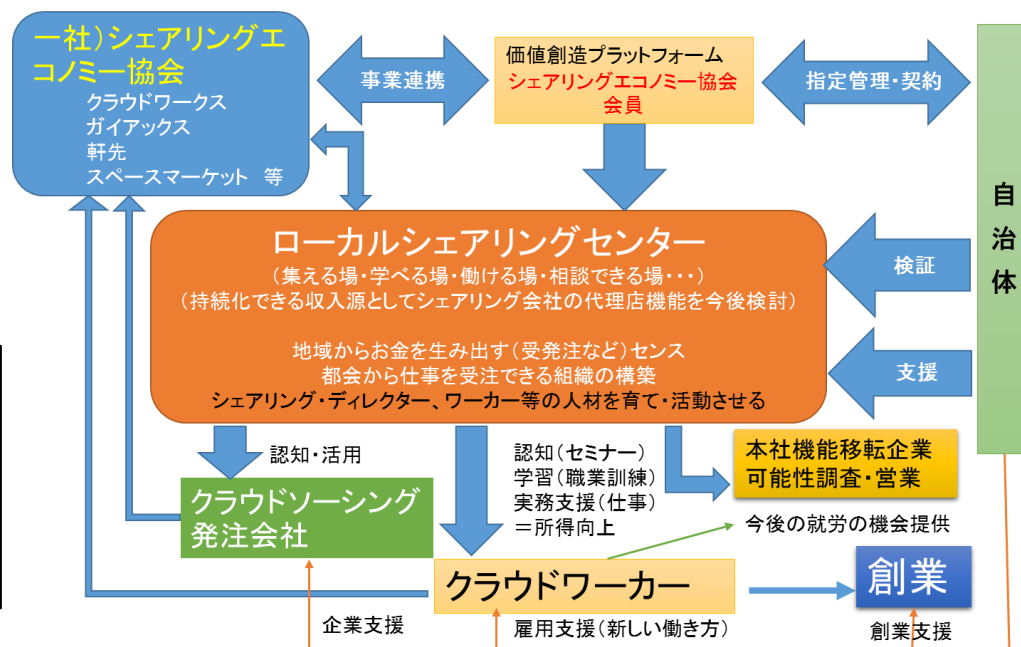 一社）シェアリングエ
コノミー協会
クラウドワークス
ガイアックス
軒先
スペースマーケット 等
事業連携
価値創造プラットフォーム
シェアリングエコノミー協会
会員
指定管理・契約
自
治
体
ローカルシェアリングセンター
（集える場・学べる場・働ける場・相談できる場・・・）
（持続化できる収入源としてシェアリング会社の代理店機能を今後検討）
地域からお金を生み出す（受発注など）センス
都会から仕事を受注できる組織の構築
シェアリング・ディレクター、ワーカー等の人材を育て・活動させる
検証
支援
認知・活用
クラウドソーシング
発注会社
認知（セミナー）
学習（職業訓練）
実務支援（仕事）
＝所得向上
本社機能移転企業
可能性調査・営業
今後の就労の機会提供
クラウドワーカー
創業
企業支援
雇用支援（新しい働き方）
創業支援